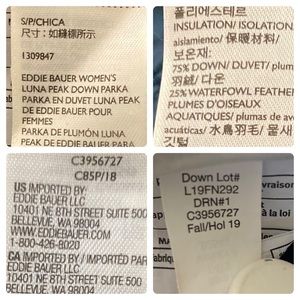 S/P/CHICA
尺寸: 如縫標所示
1309847
EDDIE BAUER WOMEN'S
LUNA PEAK DOWN PARKA
PARKA EN DUVET LUNA PEAK
DE EDDIE BAUER POUR
FEMMES
PARKA DE PLUMÓN LUNA
PEAK DE EDDIE BAUER
폴리에스테르
INSULATION/ISOLATION
aislamiento/保暖材料/
보온재:
75% DOWN/DUVET/plum
羽絨/다운
25% WATERFOWL FEATHER
PLUMES D'OISEAUX
AQUATIQUES/plumas de ave
acuáticas/水鳥羽毛/물새
깃털
C3956727
C85P/18
US IMPORTED BY:
EDDIE BAUER LLC
10401 NE 8TH STREET SUITE 500
BELLEVUE, WA 98004
1-800-426-8020
CA IMPORTED BY/IMPORTÉ PAR
EDDIE BAUER LLC
10401 NE 8TH STREET SUITE 500
BELLEVUE, WA 98004
Down Lot#
L19FN292
DRN#1
C3956727
Fall/Hol 19